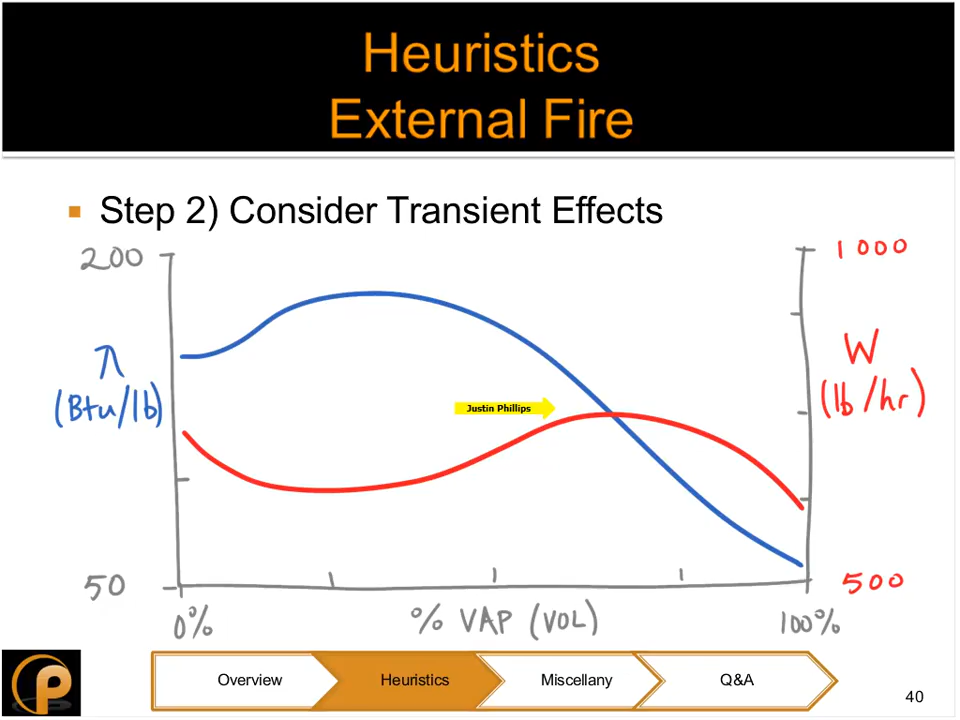 Heuristics
External Fire
Step 2) Consider Transient Effects
200
1000
λ
(Btu/lb)
W
(lb/hr)
Justin Phillips
50
500
0%
% VAP (VOL)
100%
Overview
Heuristics
Miscellany
Q&A
40